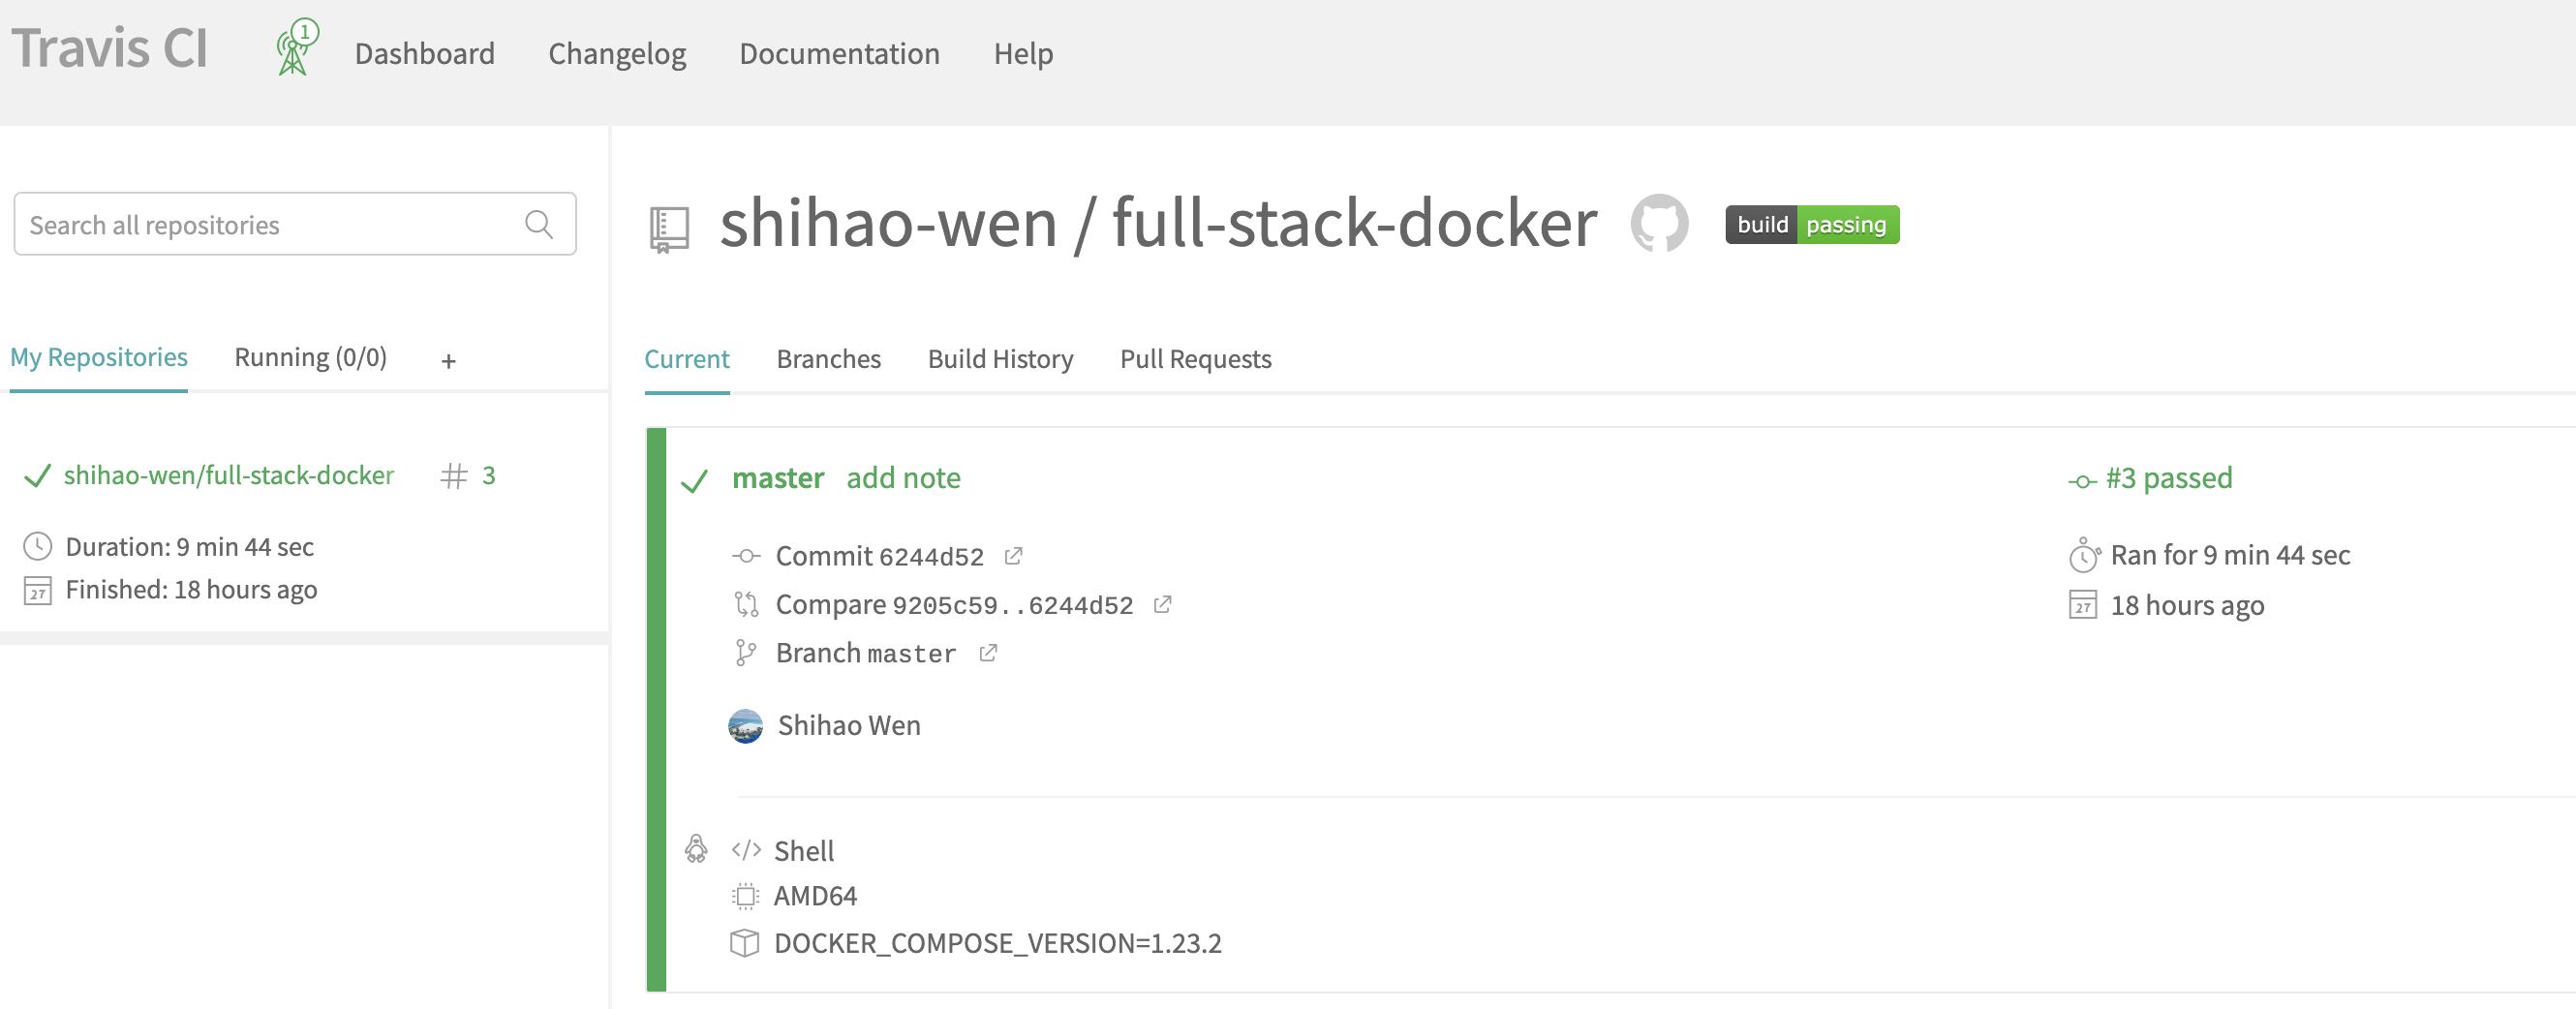 Travis CI
1
Dashboard Changelog Documentation Help
Search all repositories
My Repositories Running (0/0) +
shihao-wen/full-stack-docker # 3
Duration: 9 min 44 sec
27 Finished: 18 hours ago
shihao-wen / full-stack-docker
build passing
Current Branches Build History Pull Requests
master add note
Commit 6244d52
Compare 9205c59..6244d52
Branch master
Shihao Wen
#3 passed
Ran for 9 min 44 sec
27 18 hours ago
</> Shell
AMD64
DOCKER_COMPOSE_VERSION=1.23.2